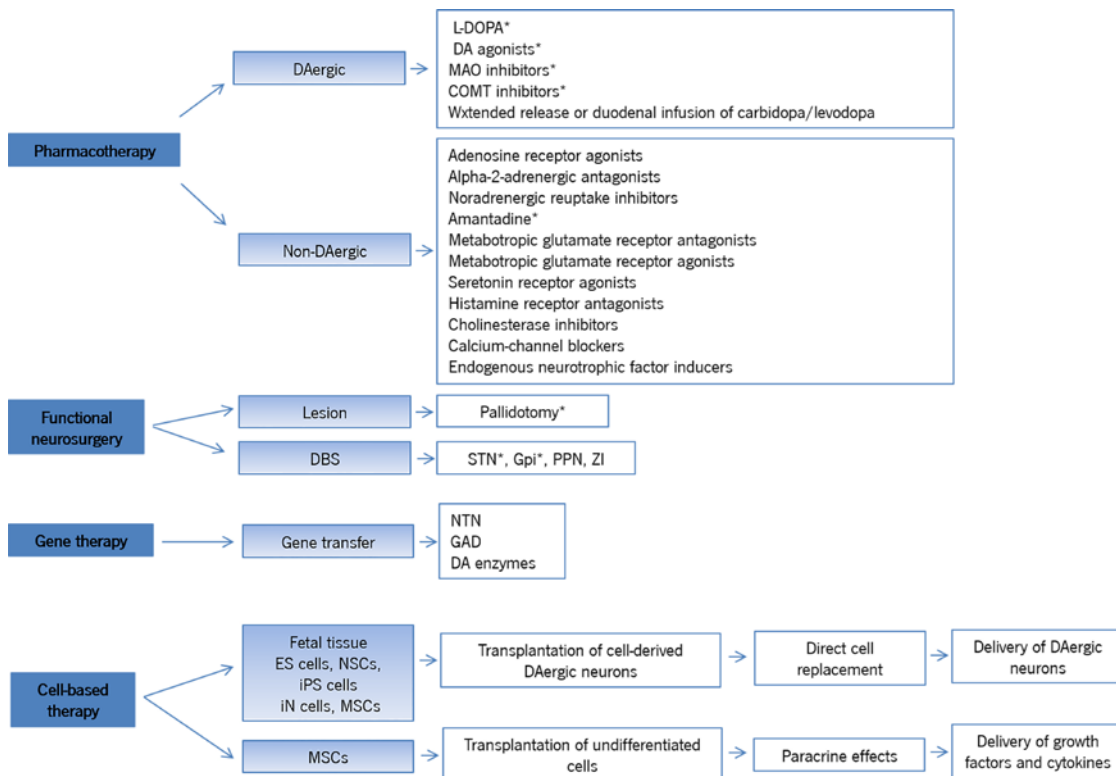 Pharmacotherapy
DAergic
L-DOPA*
DA agonists*
MAO inhibitors*
COMT inhibitors*
Wxtended release or duodenal infusion of carbidopa/levodopa
Non-DAergic
Adenosine receptor agonists
Alpha-2-adrenergic antagonists
Noradrenergic reuptake inhibitors
Amantadine*
Metabotropic glutamate receptor antagonists
Metabotropic glutamate receptor agonists
Seretonin receptor agonists
Histamine receptor antagonists
Cholinesterase inhibitors
Calcium-channel blockers
Endogenous neurotrophic factor inducers
Functional
neurosurgery
Lesion
Pallidotomy*
DBS
STN*, Gpi*, PPN, ZI
Gene therapy
Gene transfer
NTN
GAD
DA enzymes
Cell-based
therapy
Fetal tissue
ES cells, NSCs,
iPS cells
iN cells, MSCs
Transplantation of cell-derived
DAergic neurons
Direct cell
replacement
Delivery of DAergic
neurons
MSCs
Transplantation of undifferentiated
cells
Paracrine effects
Delivery of growth
factors and cytokines